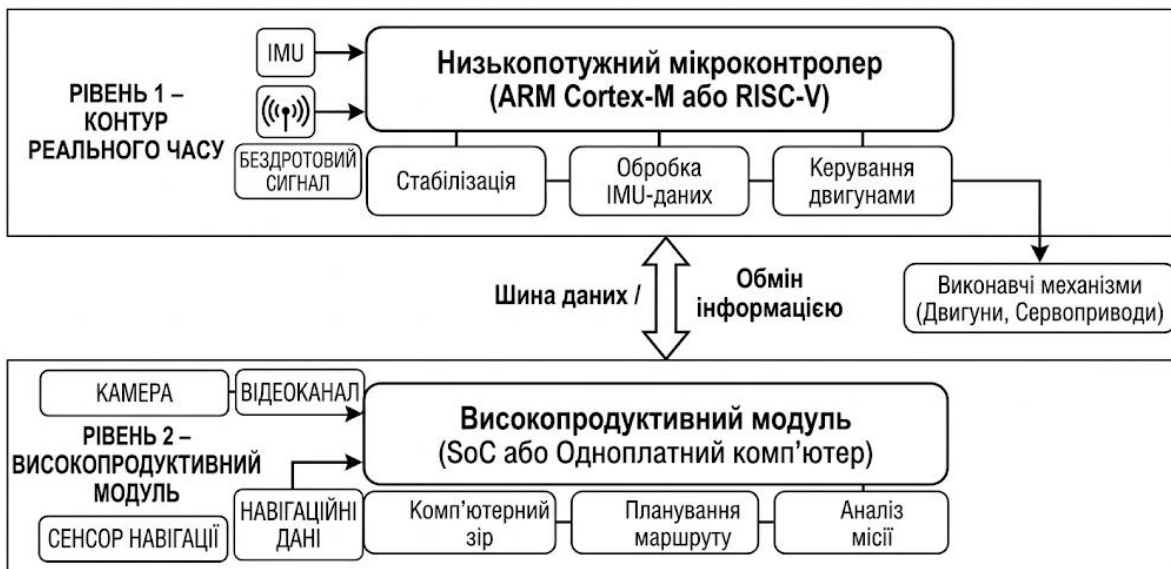 IMU
Низькопотужний мікроконтролер
(ARM Cortex-M або RISC-V)
РІВЕНЬ 1 –
КОНТУР
РЕАЛЬНОГО ЧАСУ
БЕЗДРОТОВИЙ
СИГНАЛ
Стабілізація
Обробка
IMU-даних
Керування
двигунами
Шина даних /
Обмін
інформацією
Виконавчі механізми
(Двигуни, Сервоприводи)
КАМЕРА
ВІДЕОКАНАЛ
Високопродуктивний модуль
(SoC або Одноплатний комп’ютер)
РІВЕНЬ 2 –
ВИСОКОПРОДУКТИВНИЙ
МОДУЛЬ
СЕНСОР НАВІГАЦІЇ
НАВІГАЦІЙНІ
ДАНІ
Комп’ютерний
зір
Планування
маршруту
Аналіз
місії